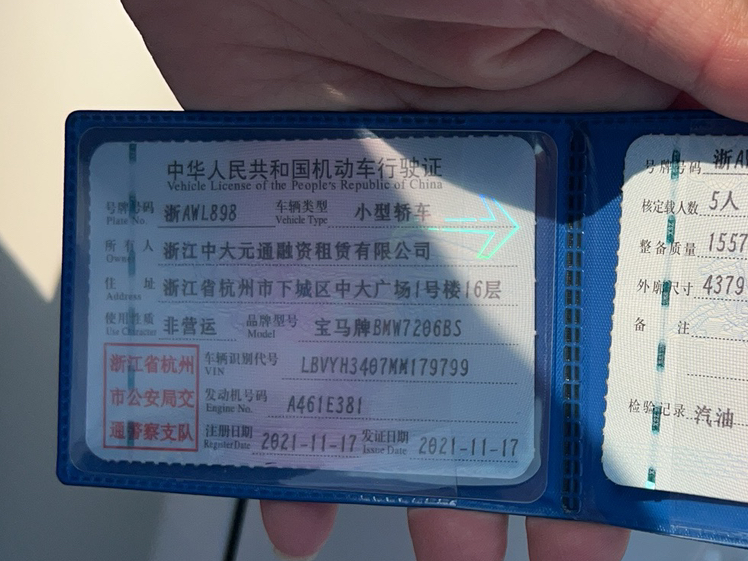 中华人民共和国机动车行驶证
Vehicle License of the People's Republic of China
号牌号码 浙AWL898 车辆类型 小型轿车
Plate No. Vehicle Type
所有人 浙江中大元通融资租赁有限公司
Owner
住址 浙江省杭州市下城区中大广场1号楼16层
Address
使用性质 非营运 品牌型号 宝马牌BMW7206BS
Use Character Model
浙江省杭州
市公安局交
通警察支队
车辆识别代号 LBVYH3407MM179799
VIN
发动机号码 A461E381
Engine No.
注册日期 2021-11-17 发证日期 2021-11-17
Register Date Issue Date
号牌号码 浙AW
核定载人数 5人
整备质量 1557
外廓尺寸 4379
备注
检验记录 汽油